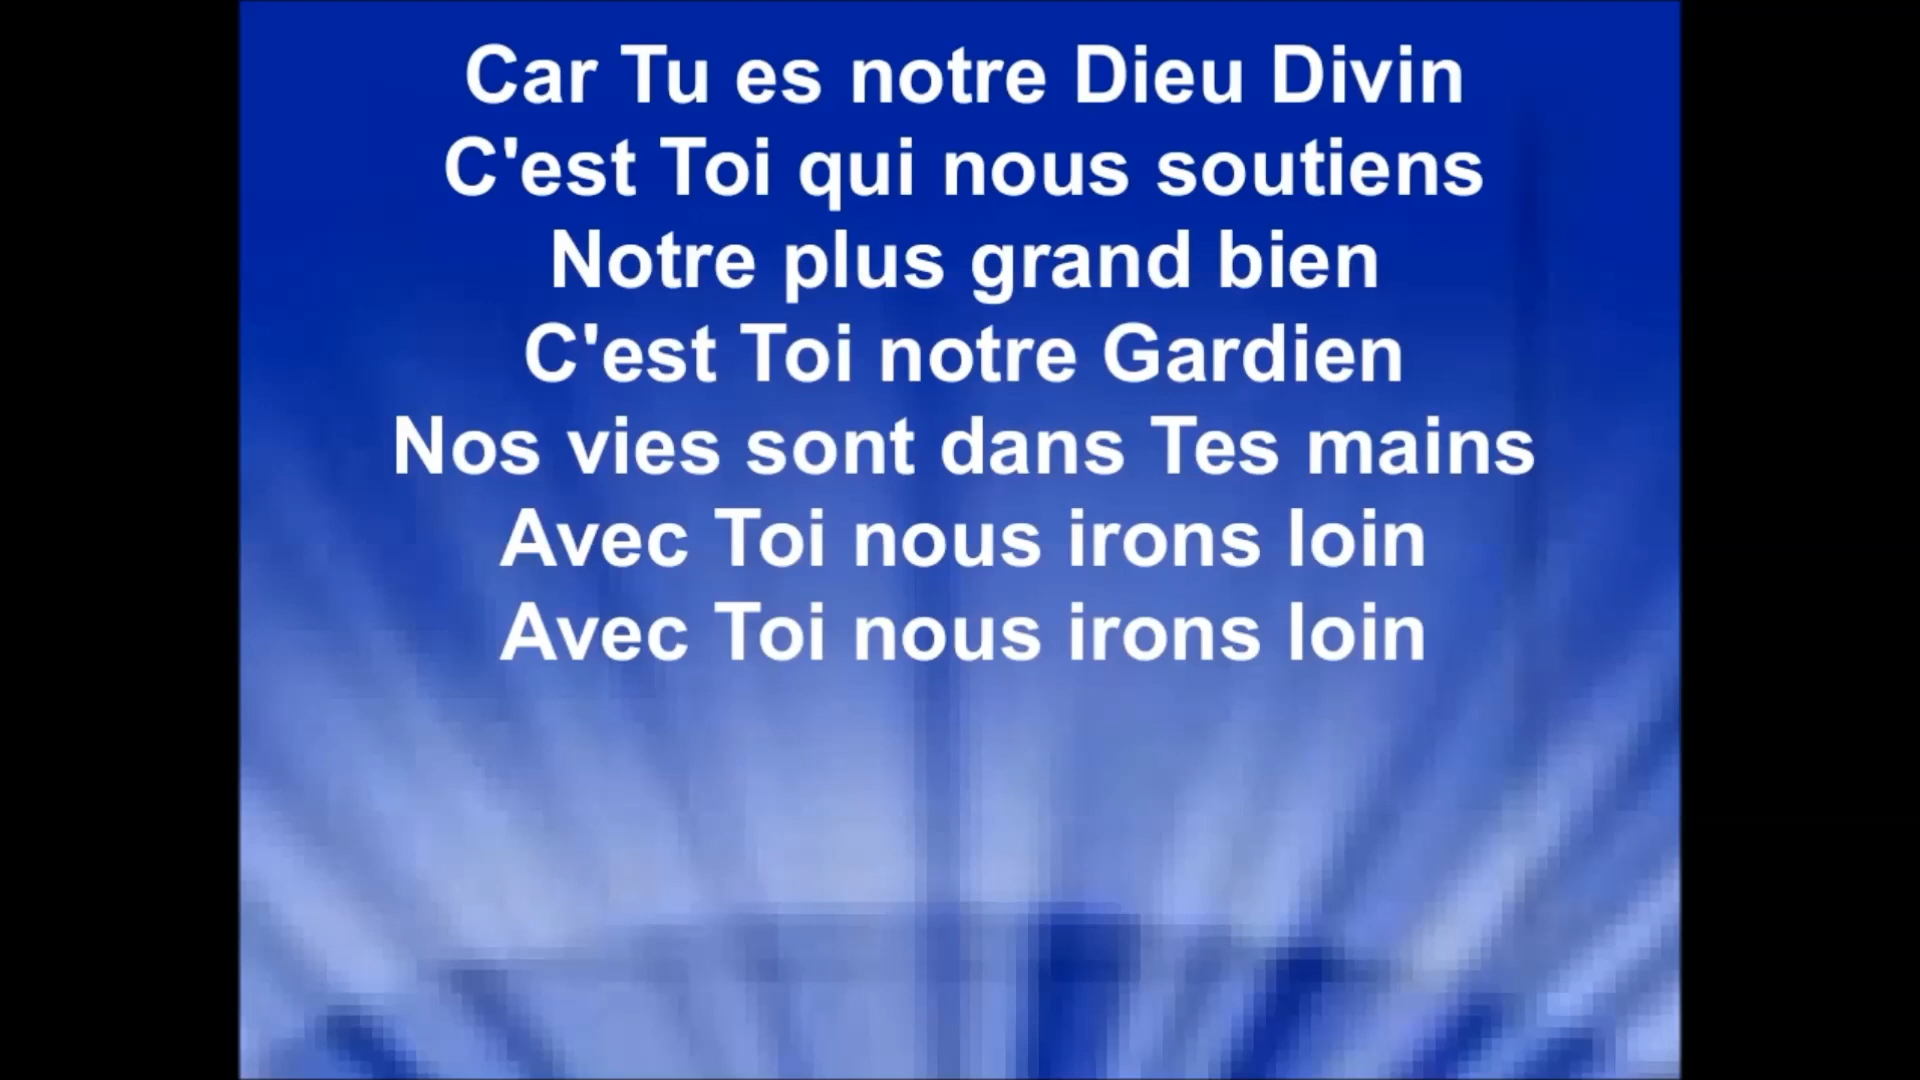 Car Tu es notre Dieu Divin
C'est Toi qui nous soutiens
Notre plus grand bien
C'est Toi notre Gardien
Nos vies sont dans Tes mains
Avec Toi nous irons loin
Avec Toi nous irons loin